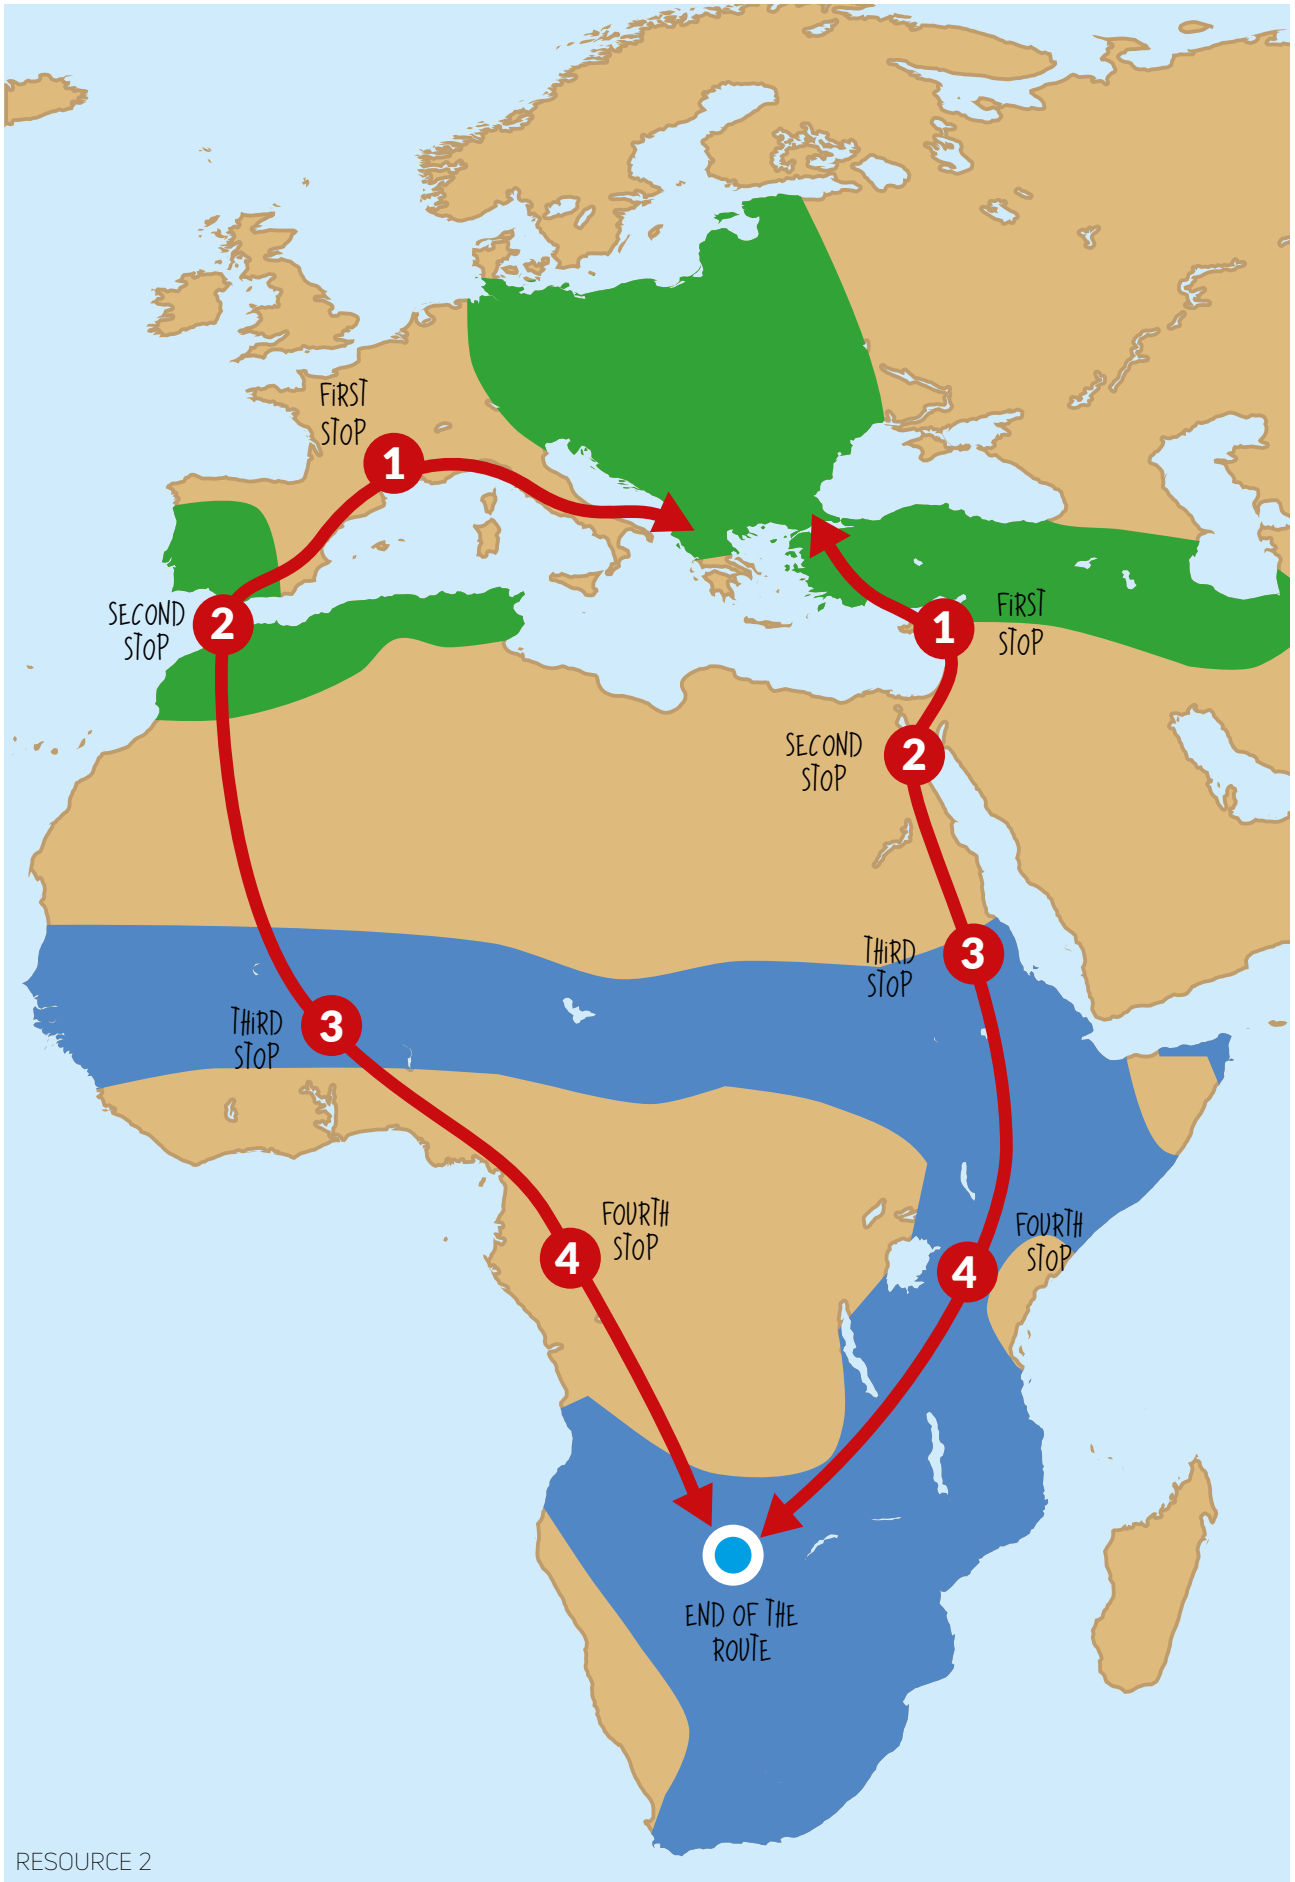 FIRST
STOP
1
SECOND
STOP
2
FIRST
STOP
1
SECOND
STOP
2
THIRD
STOP
3
THIRD
STOP
3
FOURTH
STOP
4
FOURTH
STOP
4
END OF THE
ROUTE
RESOURCE 2